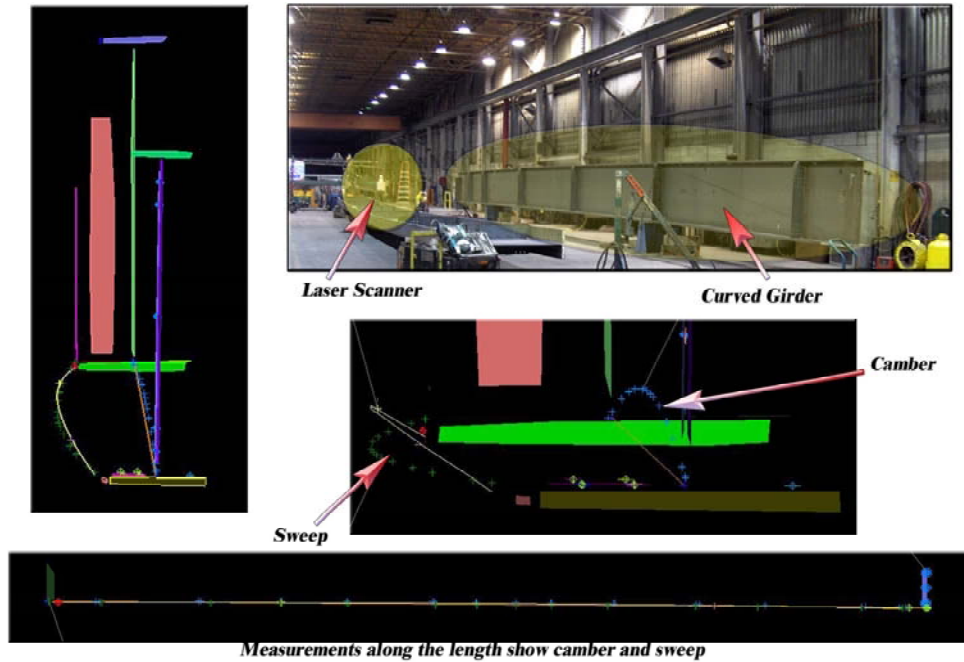 Laser Scanner
Curved Girder
Camber
Sweep
Measurements along the length show camber and sweep